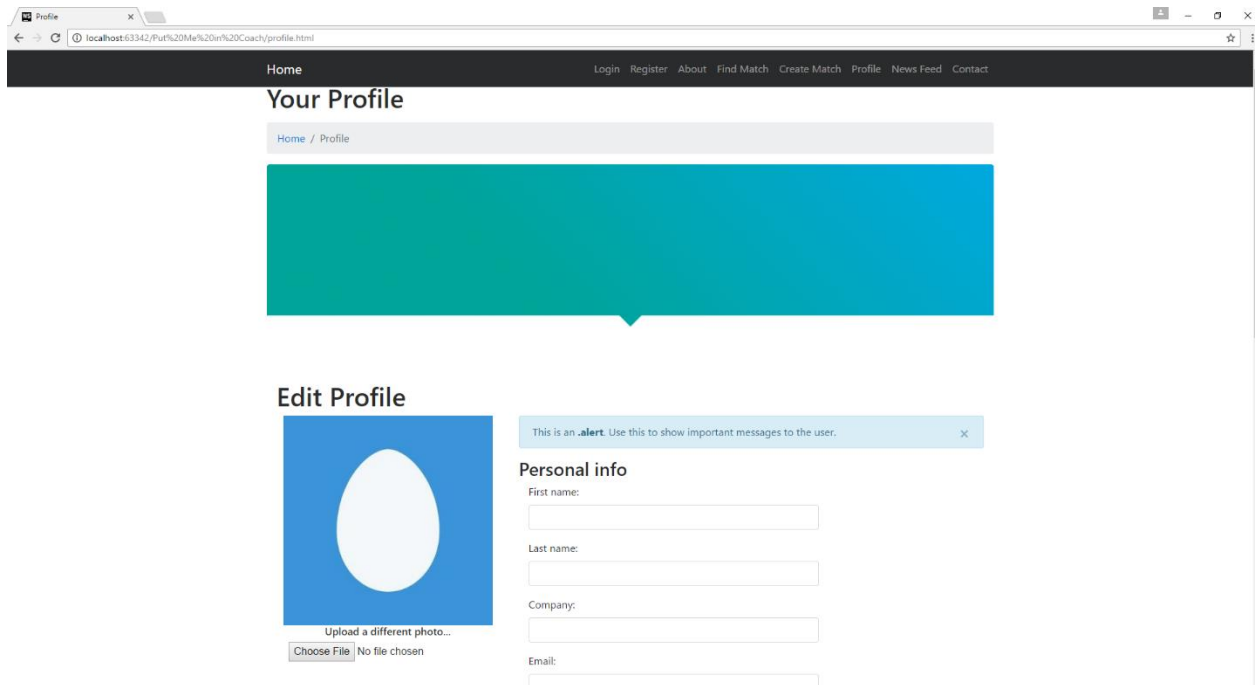 WS Profile
localhost:63342/Put%20Me%20in%20Coach/profile.html
Home Login Register About Find Match Create Match Profile News Feed Contact
Your Profile
Home / Profile
Edit Profile
This is an .alert. Use this to show important messages to the user. ×
Personal info
First name:
Last name:
Company:
Upload a different photo...
Choose File No file chosen
Email: